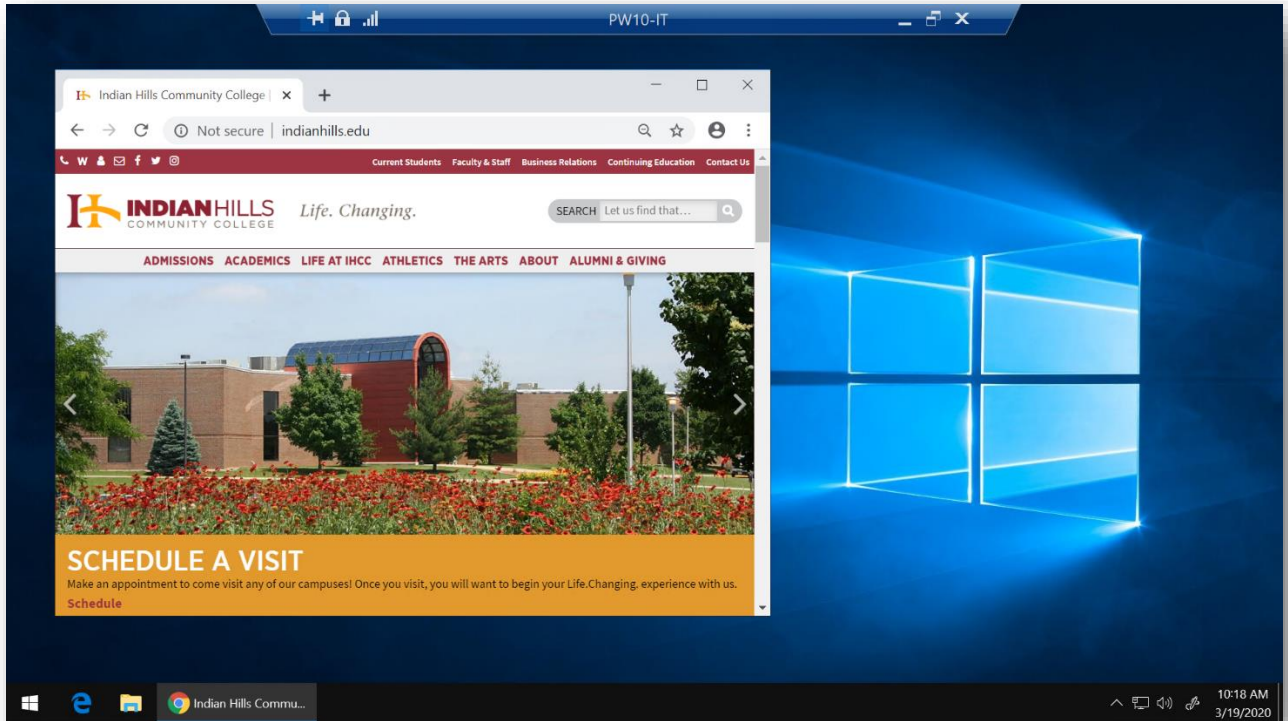 PW10-IT
Indian Hills Community College |
Not secure | indianhills.edu
Current Students Faculty & Staff Business Relations Continuing Education Contact Us
INDIANHILLS
COMMUNITY COLLEGE
Life. Changing.
SEARCH Let us find that...
ADMISSIONS ACADEMICS LIFE AT IHCC ATHLETICS THE ARTS ABOUT ALUMNI & GIVING
SCHEDULE A VISIT
Make an appointment to come visit any of our campuses! Once you visit, you will want to begin your Life.Changing. experience with us.
Schedule
Indian Hills Commu...
10:18 AM
3/19/2020